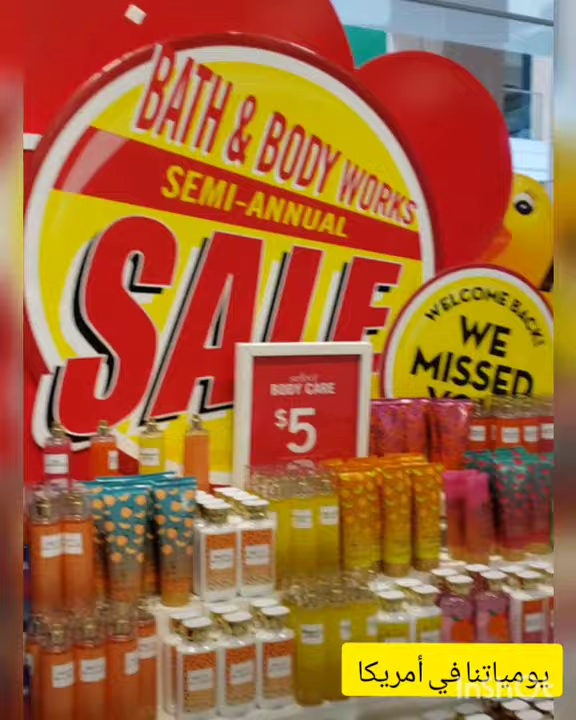 BATH & BODY WORKS
SEMI-ANNUAL
SALE
WELCOME BACK!
WE
MISSED
select
BODY CARE
$5
يومياتنا في أمريكا
InShOt